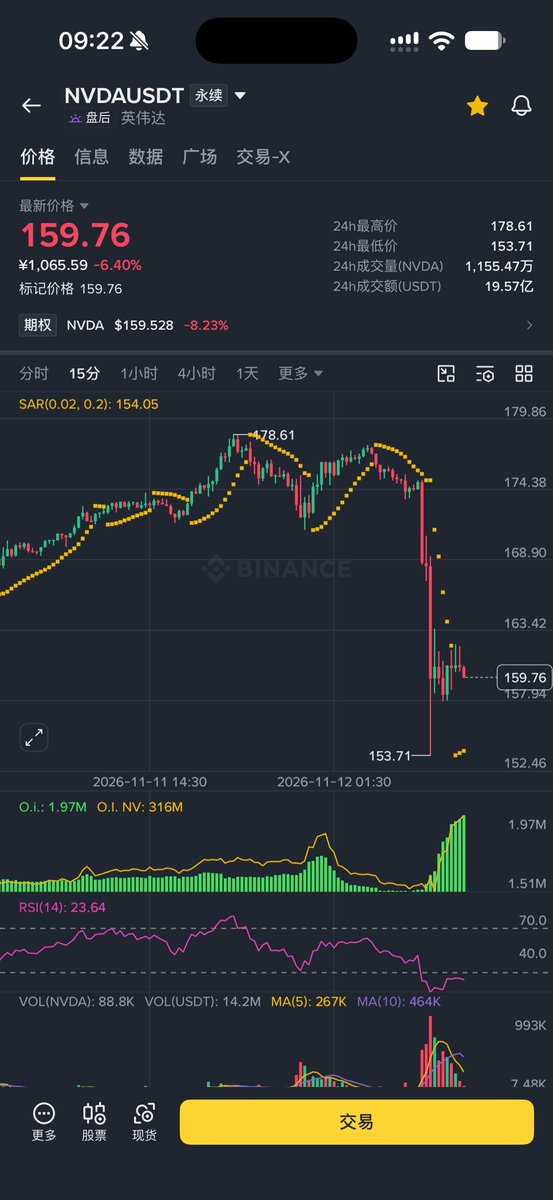 09:22
NVDAUSDT 永续
盘后 英伟达
价格 信息 数据 广场 交易-X
最新价格
159.76
¥1,065.59 -6.40%
标记价格 159.76
24h最高价 178.61
24h最低价 153.71
24h成交量(NVDA) 1,155.47万
24h成交额(USDT) 19.57亿
期权 NVDA $159.528 -8.23%
分时 15分 1小时 4小时 1天 更多
SAR(0.02, 0.2): 154.05
179.86
178.61
174.38
168.90
BINANCE
163.42
159.76
157.94
153.71
152.46
2026-11-11 14:30 2026-11-12 01:30
O.i.: 1.97M O.I. NV: 316M
1.97M
1.51M
RSI(14): 23.64
70.0
40.0
VOL(NVDA): 88.8K VOL(USDT): 14.2M MA(5): 267K MA(10): 464K
993K
7.48K
更多 股票 现货 交易